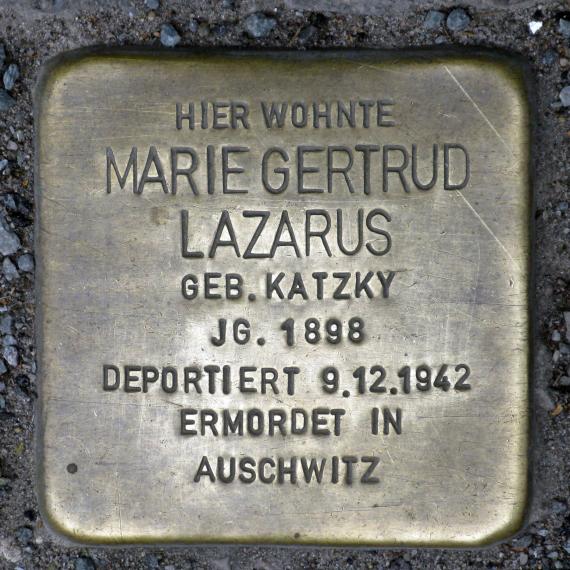 HIER WOHNTE
MARIE GERTRUD
LAZARUS
GEB. KATZKY
JG. 1898
DEPORTIERT 9.12.1942
ERMORDET IN
AUSCHWITZ